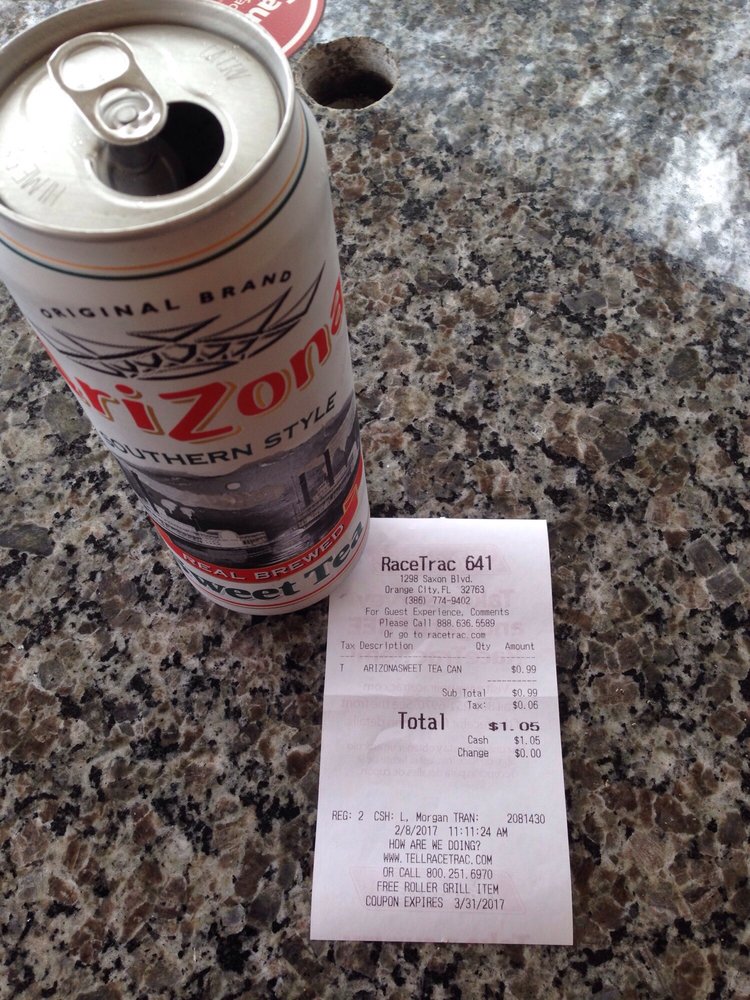 ORIGINAL BRAND
AriZona
SOUTHERN STYLE
REAL BREWED
Sweet Tea
RaceTrac 641
1298 Saxon Blvd.
Orange City,FL 32763
(386) 774-9402
For Guest Experience, Comments
Please Call 888.636.5589
Or go to racetrac.com
Tax Description Qty Amount
T ARIZONASWEET TEA CAN $0.99
Sub Total $0.99
Tax: $0.06
Total $1.05
Cash $1.05
Change $0.00
REG: 2 CSH: L, Morgan TRAN: 2081430
2/8/2017 11:11:24 AM
HOW ARE WE DOING?
WWW.TELLRACETRAC.COM
OR CALL 800.251.6970
FREE ROLLER GRILL ITEM
COUPON EXPIRES 3/31/2017